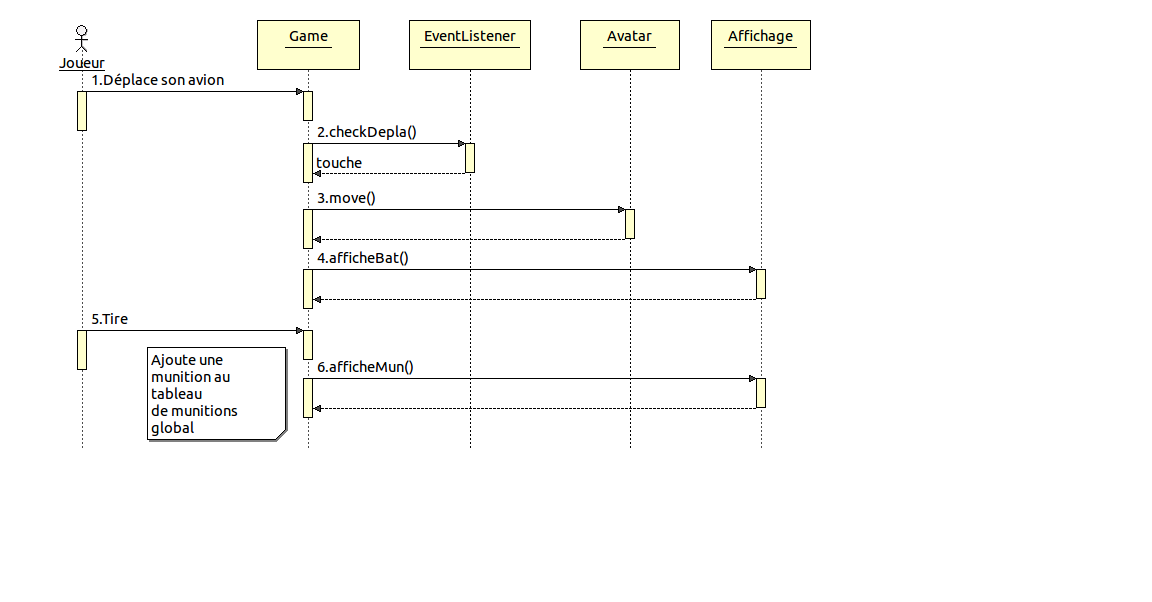 Game
EventListener
Avatar
Affichage
Joueur
1.Déplace son avion
2.checkDepla()
touche
3.move()
4.afficheBat()
5.Tire
Ajoute une
munition au
tableau
de munitions
global
6.afficheMun()